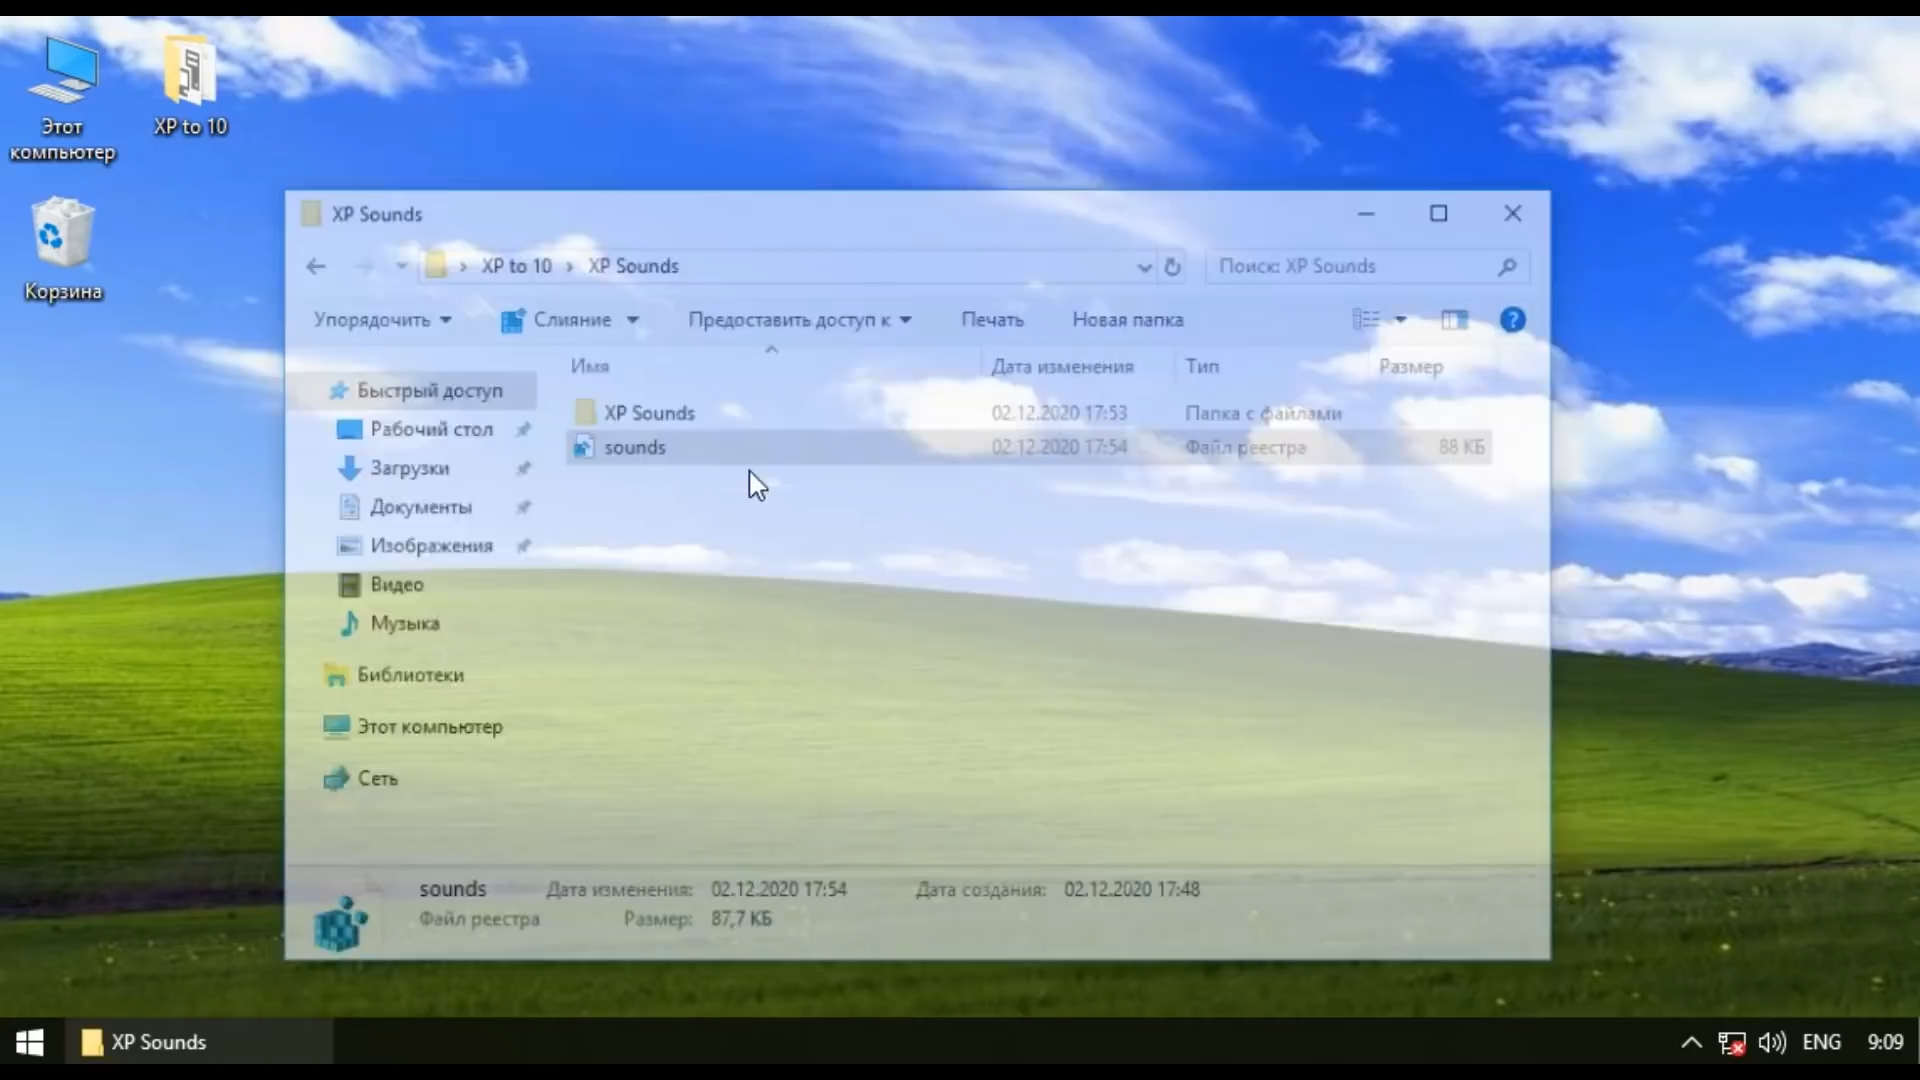 Этот
компьютер
XP to 10
Корзина
XP Sounds
XP to 10 › XP Sounds
Поиск: XP Sounds
Упорядочить
Слияние
Предоставить доступ к
Печать
Новая папка
Имя
Дата изменения
Тип
Размер
XP Sounds 02.12.2020 17:53 Папка с файлами
sounds 02.12.2020 17:54 Файл реестра 88 КБ
Быстрый доступ
Рабочий стол
Загрузки
Документы
Изображения
Видео
Музыка
Библиотеки
Этот компьютер
Сеть
sounds Дата изменения: 02.12.2020 17:54 Дата создания: 02.12.2020 17:48
Файл реестра Размер: 87,7 КБ
XP Sounds
ENG
9:09